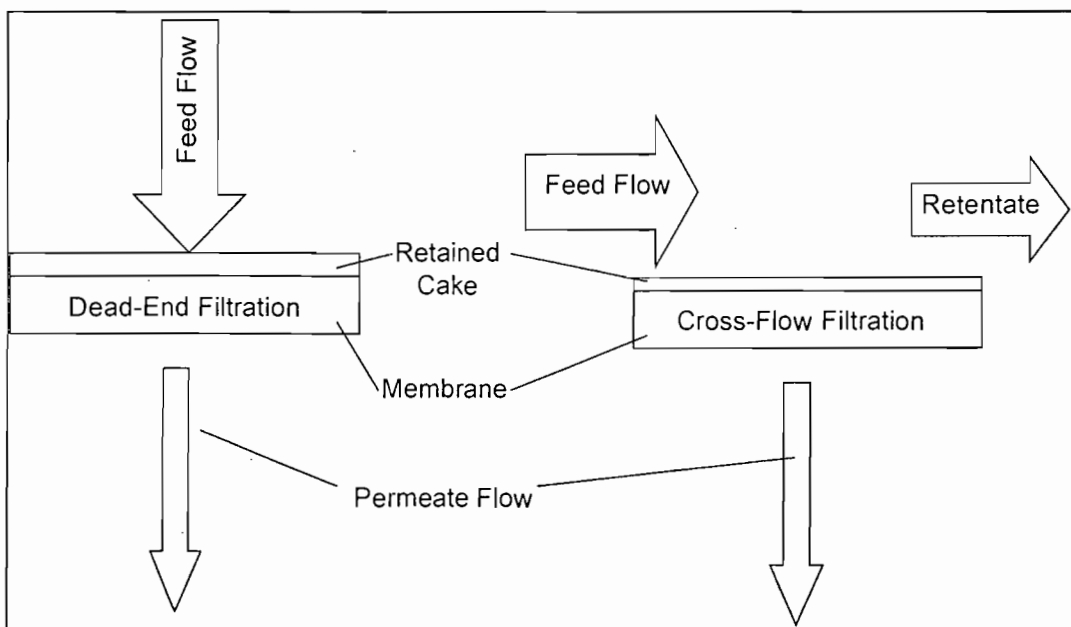 Feed Flow
Feed Flow
Retentate
Retained
Cake
Dead-End Filtration
Cross-Flow Filtration
Membrane
Permeate Flow